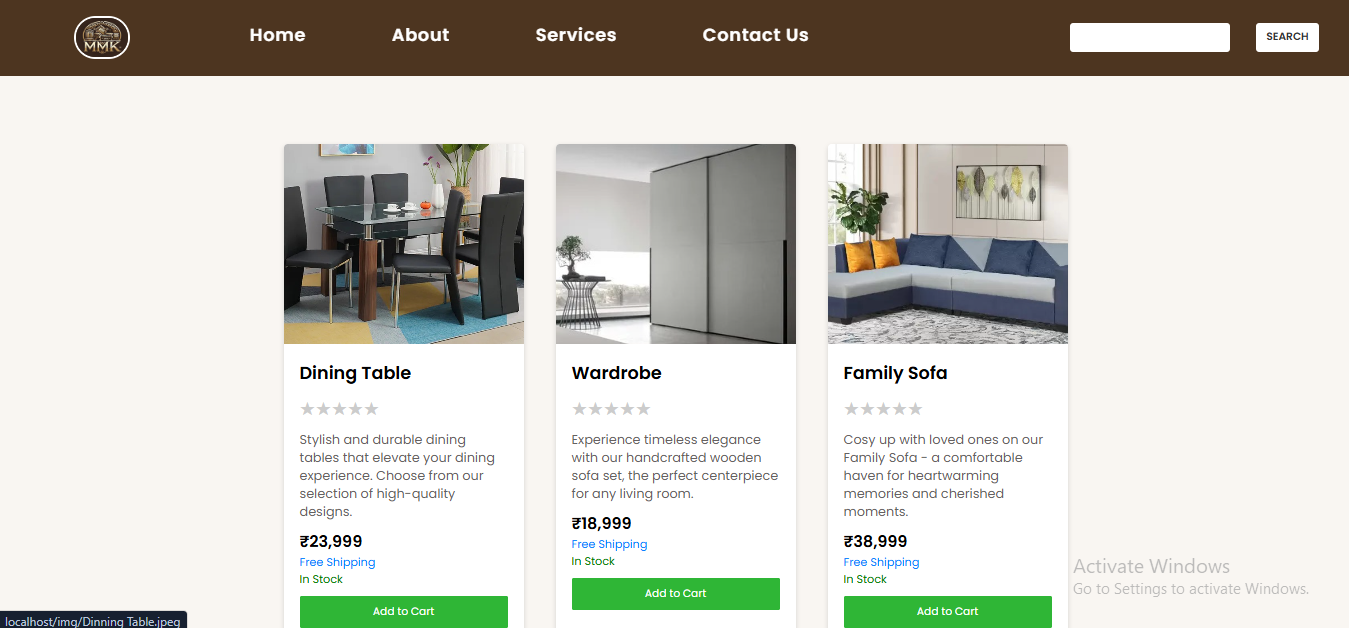 MMK
Home
About
Services
Contact Us
SEARCH
Dining Table
★★★★★
Stylish and durable dining
tables that elevate your dining
experience. Choose from our
selection of high-quality
designs.
₹23,999
Free Shipping
In Stock
Add to Cart
Wardrobe
★★★★★
Experience timeless elegance
with our handcrafted wooden
sofa set, the perfect centerpiece
for any living room.
₹18,999
Free Shipping
In Stock
Add to Cart
Family Sofa
★★★★★
Cosy up with loved ones on our
Family Sofa - a comfortable
haven for heartwarming
memories and cherished
moments.
₹38,999
Free Shipping
In Stock
Add to Cart
Activate Windows
Go to Settings to activate Windows.
localhost/img/Dinning Table.jpeg